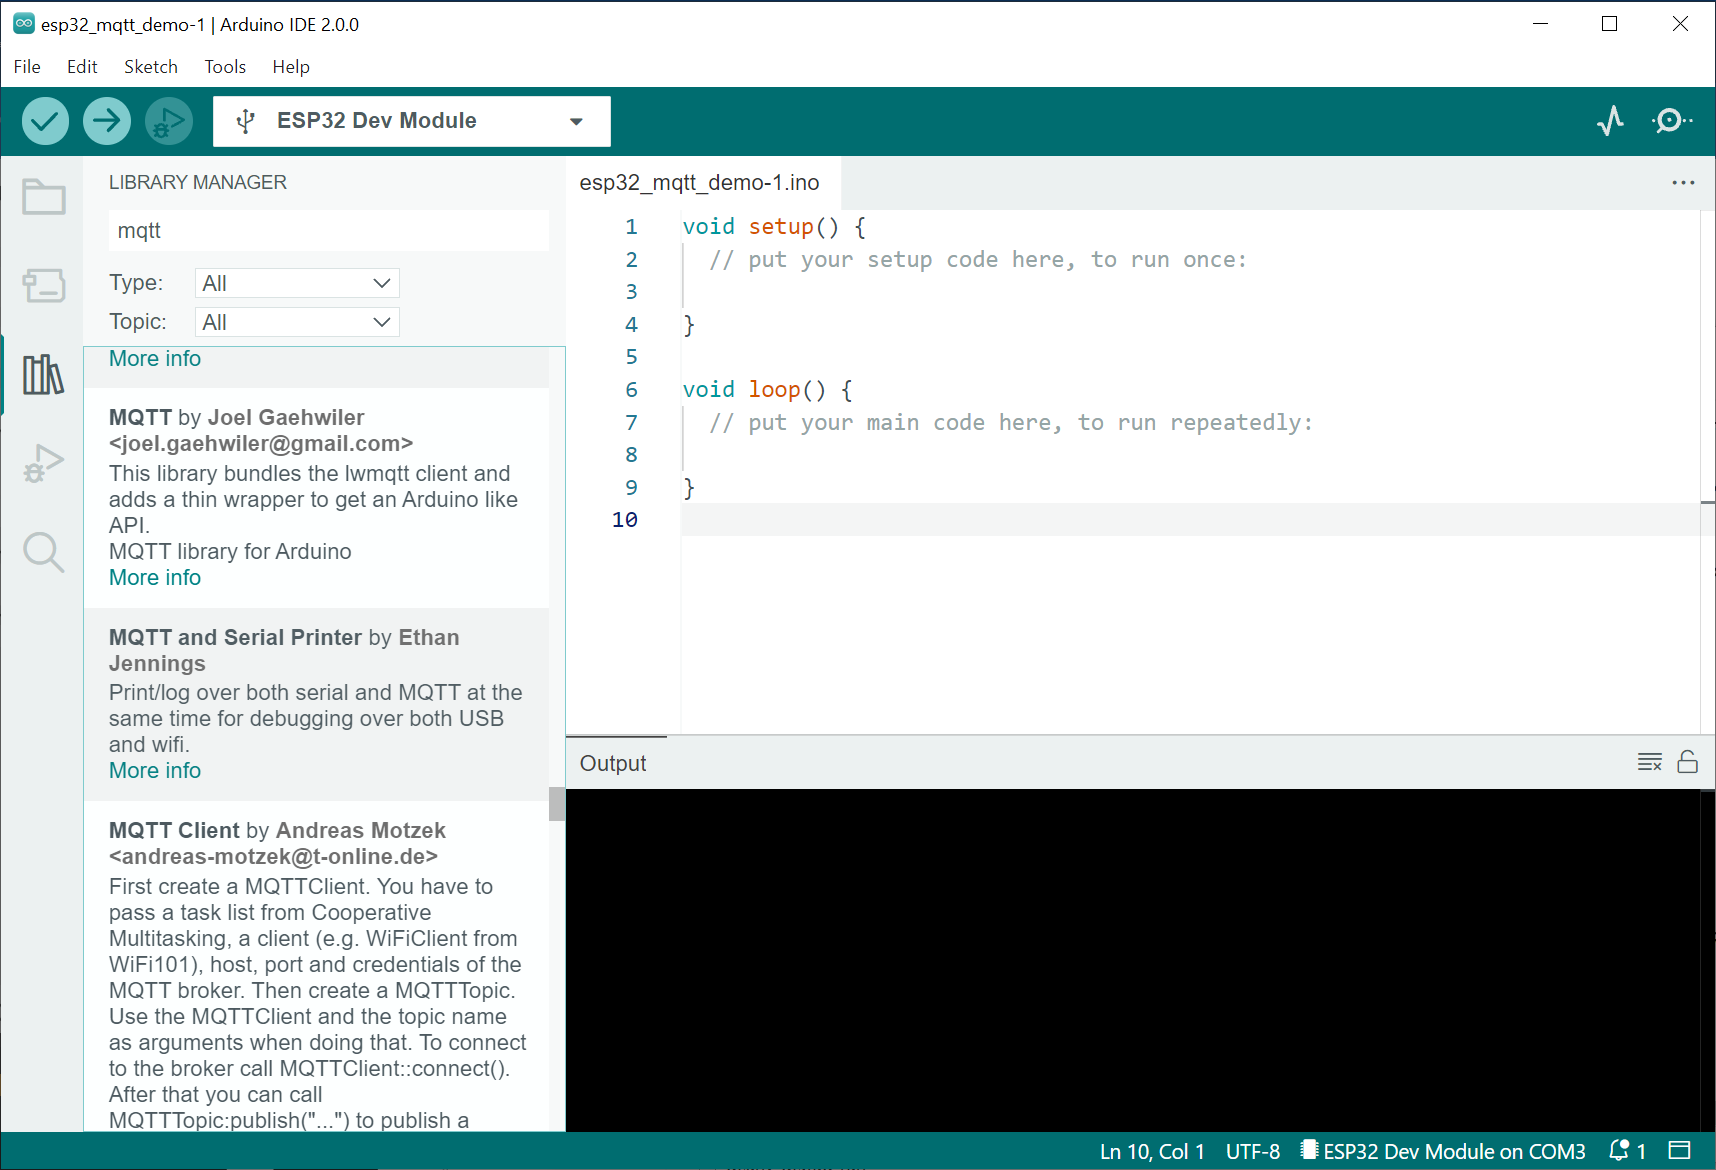 esp32_mqtt_demo-1 | Arduino IDE 2.0.0
File Edit Sketch Tools Help
ESP32 Dev Module
LIBRARY MANAGER
mqtt
Type: All
Topic: All
More info
MQTT by Joel Gaehwiler
<joel.gaehwiler@gmail.com>
This library bundles the lwmqtt client and
adds a thin wrapper to get an Arduino like
API.
MQTT library for Arduino
More info
MQTT and Serial Printer by Ethan
Jennings
Print/log over both serial and MQTT at the
same time for debugging over both USB
and wifi.
More info
MQTT Client by Andreas Motzek
<andreas-motzek@t-online.de>
First create a MQTTClient. You have to
pass a task list from Cooperative
Multitasking, a client (e.g. WiFiClient from
WiFi101), host, port and credentials of the
MQTT broker. Then create a MQTTTopic.
Use the MQTTClient and the topic name
as arguments when doing that. To connect
to the broker call MQTTClient::connect().
After that you can call
MQTTTopic:publish("...") to publish a
esp32_mqtt_demo-1.ino
1 void setup() {
2 // put your setup code here, to run once:
3
4 }
5
6 void loop() {
7 // put your main code here, to run repeatedly:
8
9 }
10
Output
Ln 10, Col 1 UTF-8 ESP32 Dev Module on COM3 1